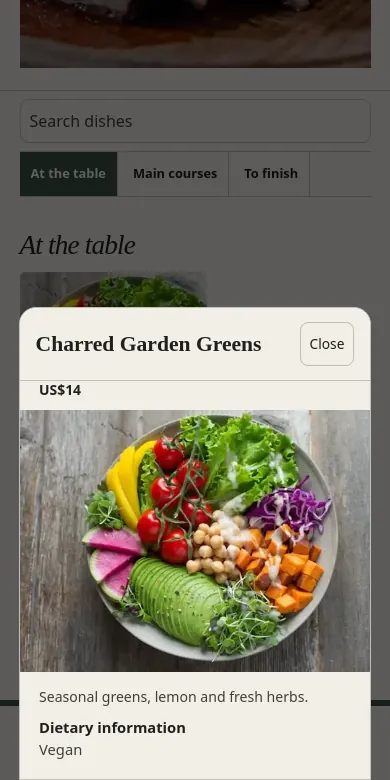 Search dishes
At the table
Main courses
To finish
At the table
Charred Garden Greens
Close
US$14
Seasonal greens, lemon and fresh herbs.
Dietary information
Vegan